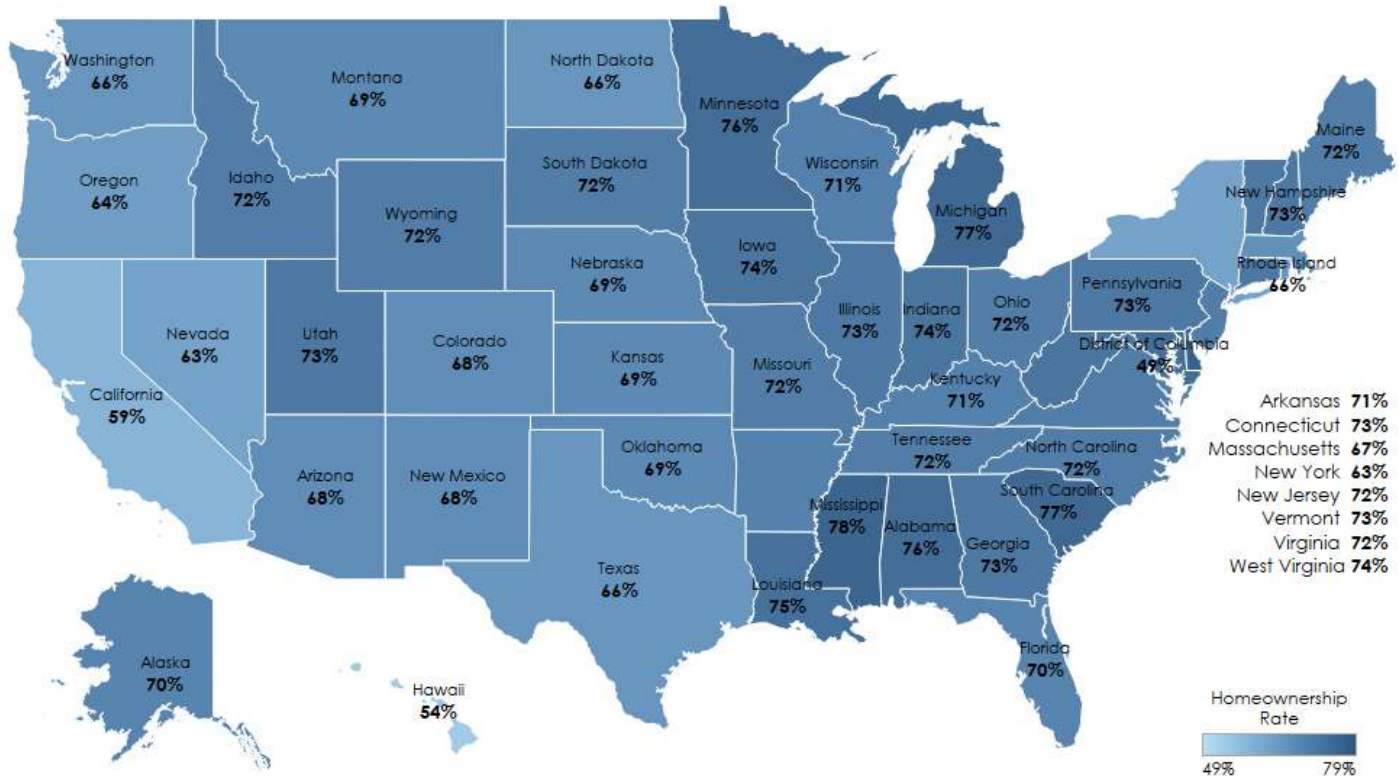 Washington
66%
Montana
69%
North Dakota
66%
Minnesota
76%
Maine
72%
Oregon
64%
Idaho
72%
South Dakota
72%
Wisconsin
71%
New Hampshire
73%
Wyoming
72%
Michigan
77%
Iowa
74%
Nebraska
69%
Rhode Island
66%
Pennsylvania
73%
Nevada
63%
Utah
73%
Colorado
68%
Illinois
73%
Indiana
74%
Ohio
72%
District of Columbia
49%
Kansas
69%
Missouri
72%
Kentucky
71%
California
59%
Arkansas 71%
Connecticut 73%
Massachusetts 67%
New York 63%
New Jersey 72%
Vermont 73%
Virginia 72%
West Virginia 74%
Arizona
68%
New Mexico
68%
Oklahoma
69%
Tennessee
72%
North Carolina
72%
South Carolina
77%
Mississippi
78%
Alabama
76%
Georgia
73%
Texas
66%
Louisiana
75%
Florida
70%
Alaska
70%
Hawaii
54%
Homeownership
Rate
49% 79%